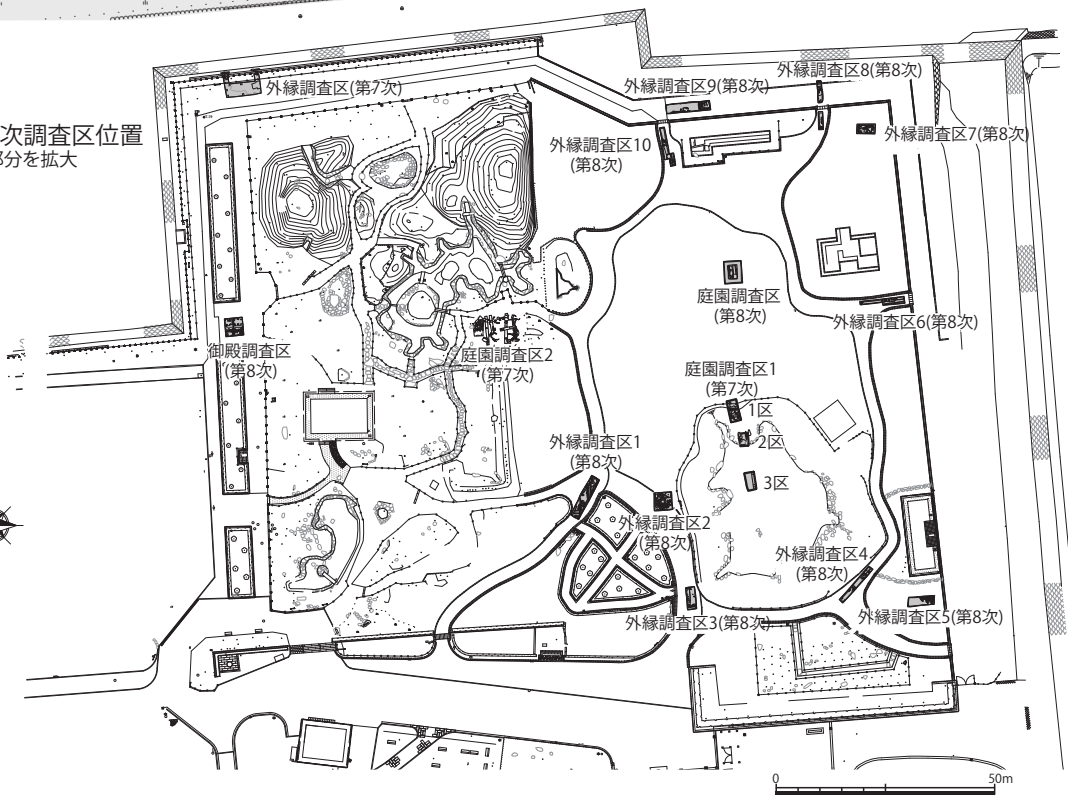 次調査区位置
部分を拡大
外縁調査区(第7次)
外縁調査区9(第8次)
外縁調査区8(第8次)
外縁調査区7(第8次)
外縁調査区10
(第8次)
庭園調査区
(第8次)
外縁調査区6(第8次)
御殿調査区
(第8次)
庭園調査区2
(第7次)
庭園調査区1
(第7次)
1区
2区
3区
外縁調査区1
(第8次)
外縁調査区2
(第8次)
外縁調査区4
(第8次)
外縁調査区3(第8次)
外縁調査区5(第8次)
0 50m